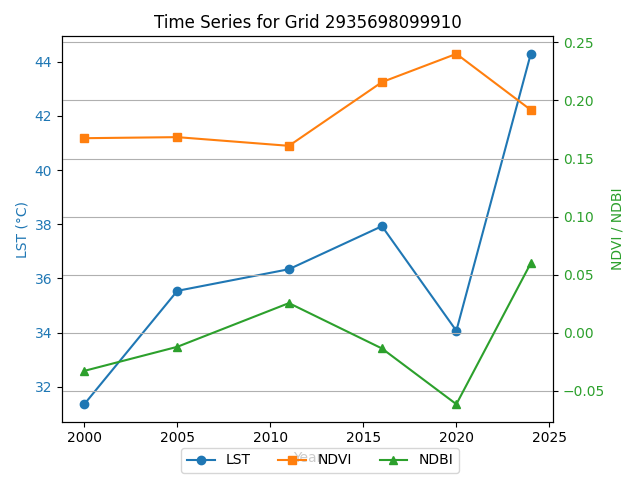 Time Series for Grid 2935698099910
44
42
40
38
36
34
32
LST (°C)
0.25
0.20
0.15
0.10
0.05
0.00
−0.05
NDVI / NDBI
2000 2005 2010 2015 2020 2025
Year
LST NDVI NDBI